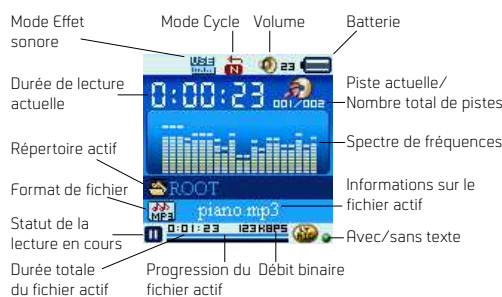 Mode Effet
sonore
Mode Cycle
Volume
Batterie
USE
N
23
Durée de lecture
actuelle
0:00:23
001/002
Piste actuelle/
Nombre total de pistes
Spectre de fréquences
Répertoire actif
ROOT
Format de fichier
MP3
piano.mp3
Informations sur le
fichier actif
Statut de la
lecture en cours
0:01:23
123KBPS
Avec/sans texte
Durée totale
du fichier actif
Progression du
fichier actif
Débit binaire